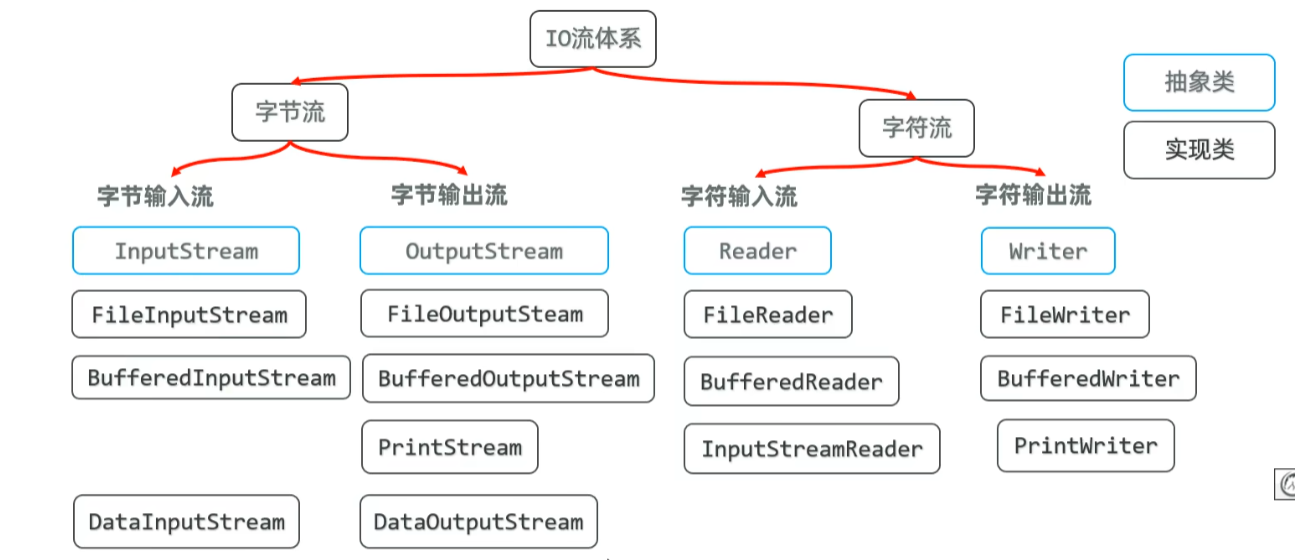 IO流体系
抽象类
字节流
字符流
实现类
字节输入流
字节输出流
字符输入流
字符输出流
InputStream
OutputStream
Reader
Writer
FileInputStream
FileOutputSteam
FileReader
FileWriter
BufferedInputStream
BufferedOutputStream
BufferedReader
BufferedWriter
PrintStream
InputStreamReader
PrintWriter
DataInputStream
DataOutputStream